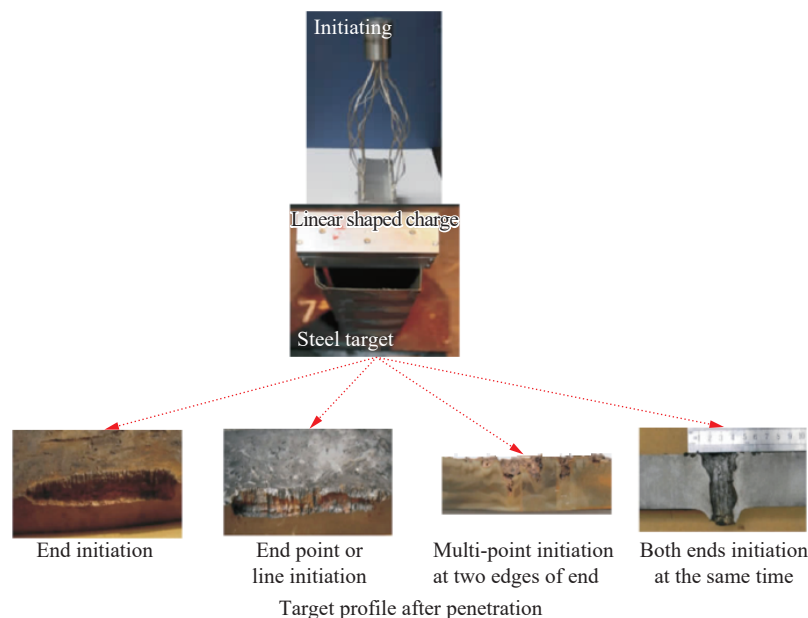 Initiating
Linear shaped charge
7
Steel target
End initiation
End point or
line initiation
Multi-point initiation
at two edges of end
Both ends initiation
at the same time
Target profile after penetration